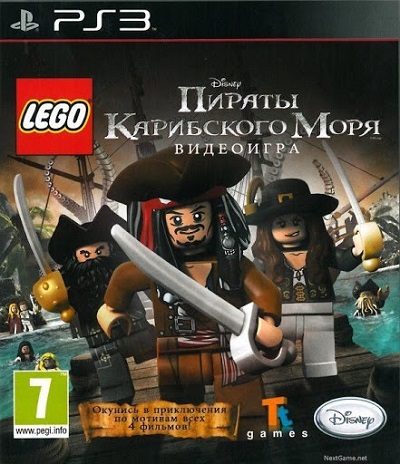 PS3
LEGO
Disney
Пираты
Карибского Моря
ВИДЕОИГРА
7
www.pegi.info
Окунись в приключения
по мотивам всех
4 фильмов!
Tt
games
Disney
NextGame.net